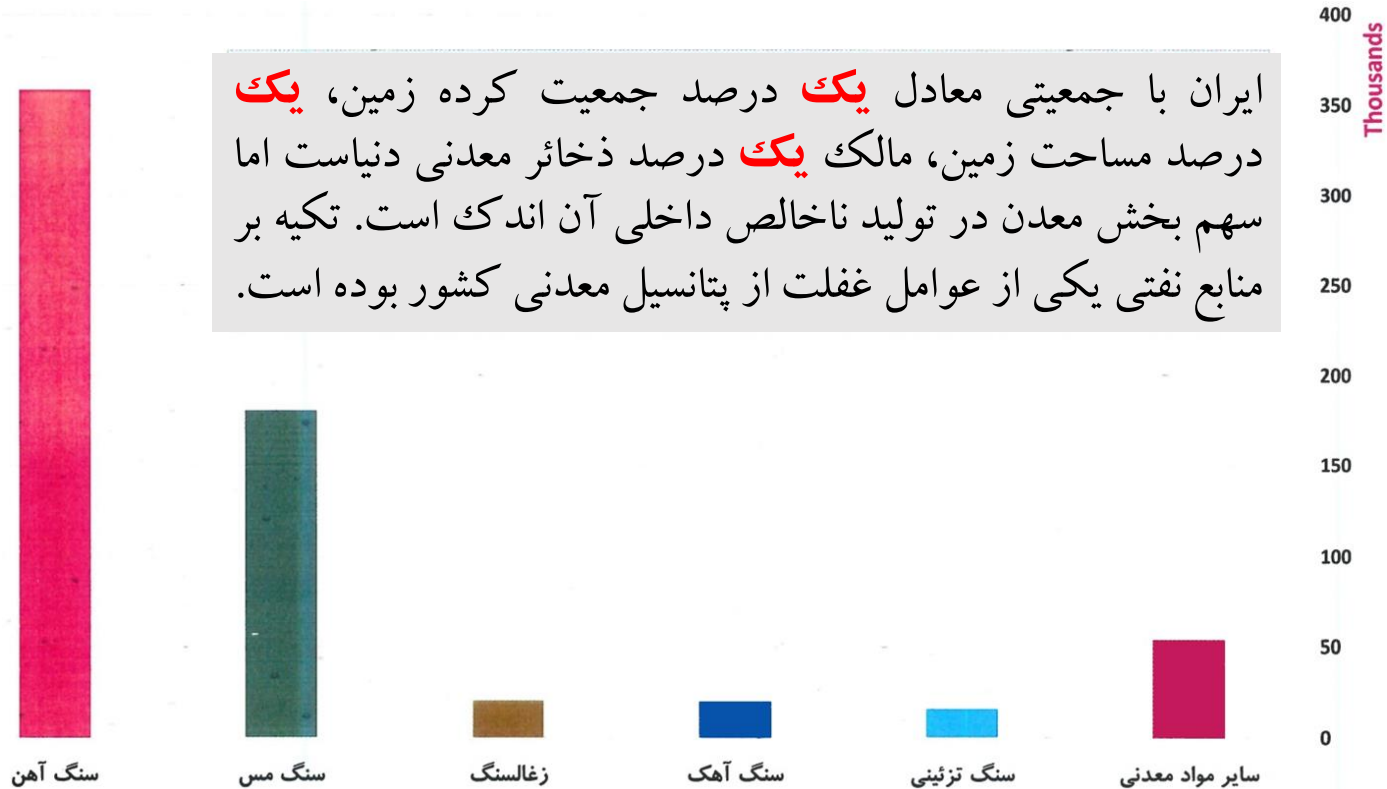 ایران با جمعیتی معادل یک درصد جمعیت کرده زمین، یک
درصد مساحت زمین، مالک یک درصد ذخائر معدنی دنیاست اما
سهم بخش معدن در تولید ناخالص داخلی آن اندک است. تکیه بر
منابع نفتی یکی از عوامل غفلت از پتانسیل معدنی کشور بوده است.
Thousands
400
350
300
250
200
150
100
50
0
سایر مواد معدنی
سنگ تزئینی
سنگ آهک
زغالسنگ
سنگ مس
سنگ آهن